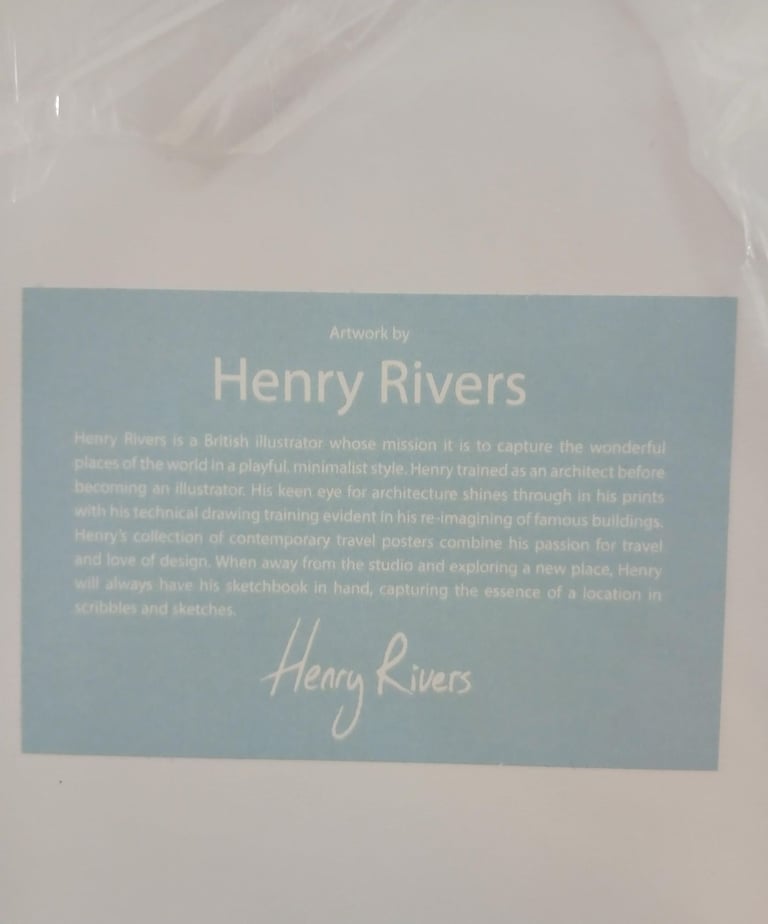 Artwork by
Henry Rivers
Henry Rivers is a British illustrator whose mission it is to capture the wonderful
places of the world in a playful, minimalist style. Henry trained as an architect before
becoming an illustrator. His keen eye for architecture shines through in his prints
with his technical drawing training evident in his re-imagining of famous buildings.
Henry's collection of contemporary travel posters combine his passion for travel
and love of design. When away from the studio and exploring a new place, Henry
will always have his sketchbook in hand, capturing the essence of a location in
scribbles and sketches.
Henry Rivers